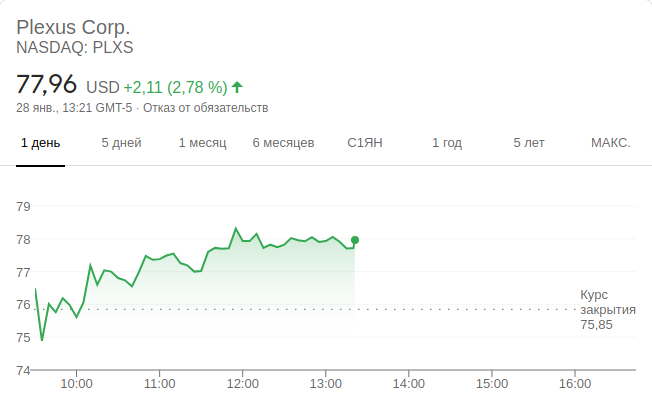 Plexus Corp.
NASDAQ: PLXS
77,96 USD +2,11 (2,78 %)
28 янв., 13:21 GMT-5 · Отказ от обязательств
1 день 5 дней 1 месяц 6 месяцев С1ЯН 1 год 5 лет МАКС.
79
78
77
76
75
74
Курс
закрытия
75,85
10:00 11:00 12:00 13:00 14:00 15:00 16:00